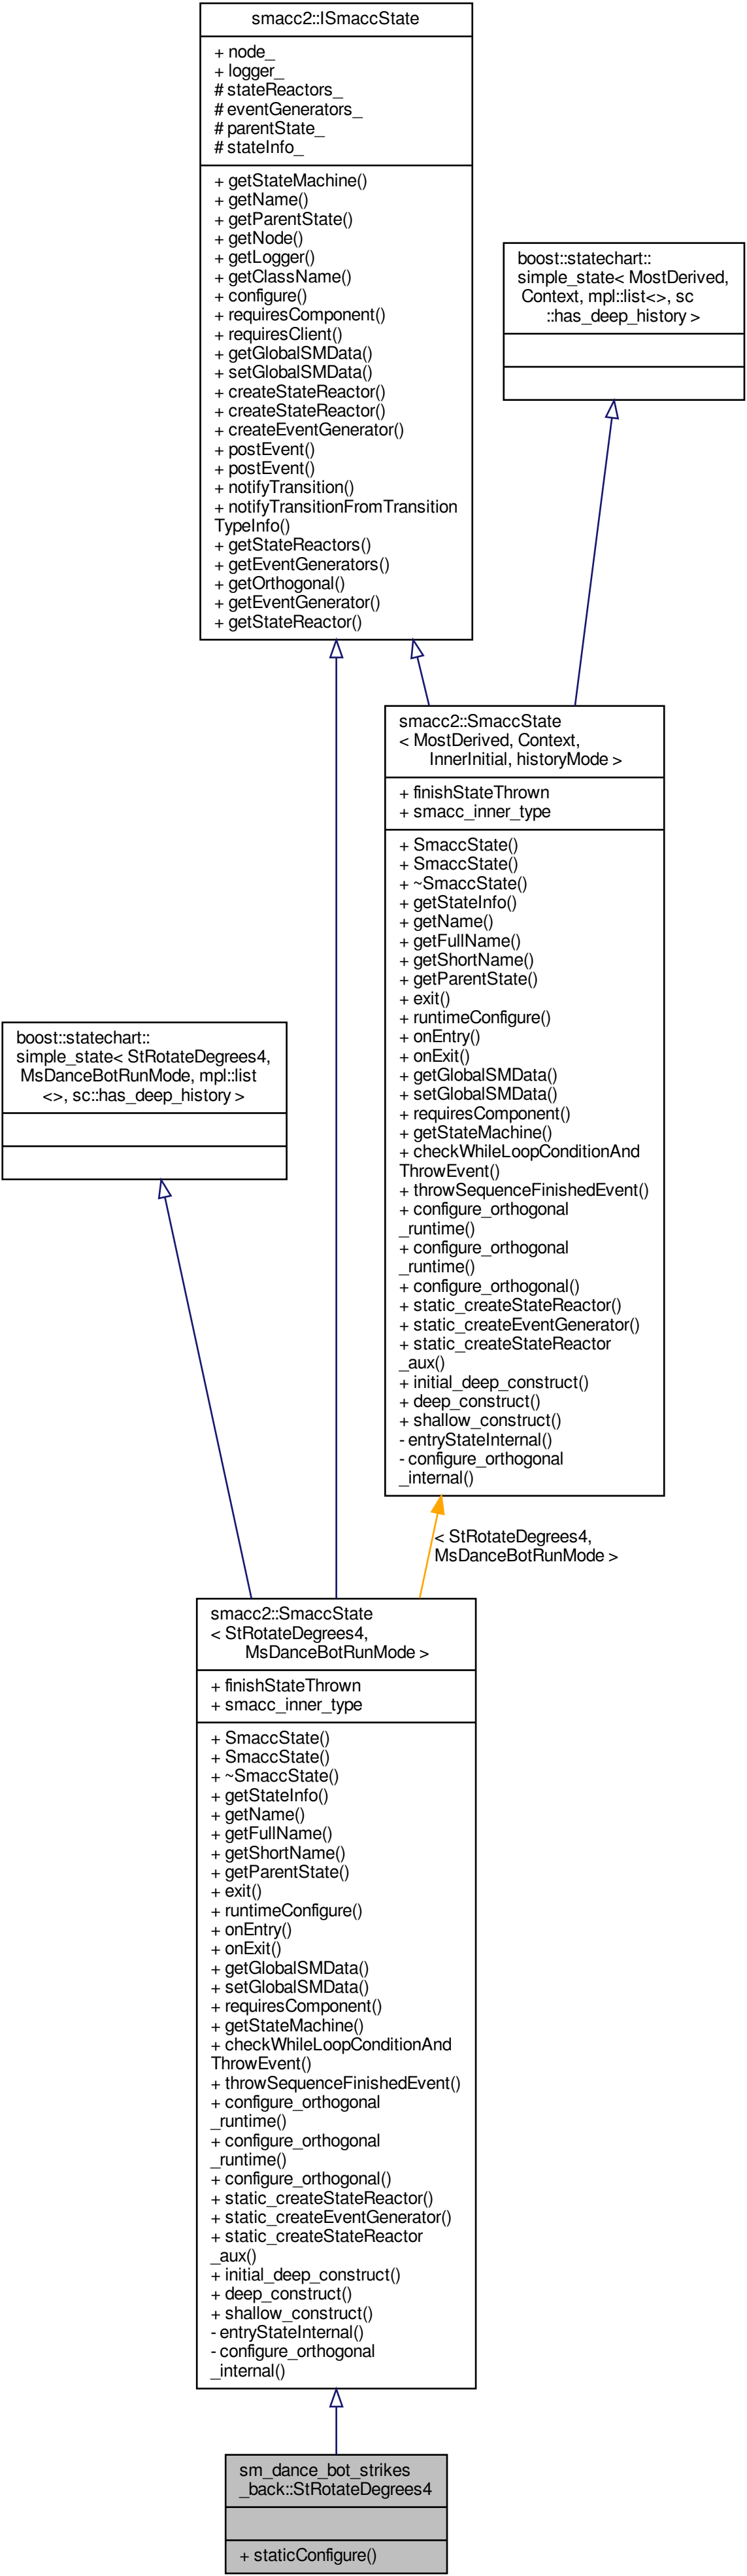 smacc2::ISmaccState
+ node_
+ logger_
# stateReactors_
# eventGenerators_
# parentState_
# stateInfo_
+ getStateMachine()
+ getName()
+ getParentState()
+ getNode()
+ getLogger()
+ getClassName()
+ configure()
+ requiresComponent()
+ requiresClient()
+ getGlobalSMData()
+ setGlobalSMData()
+ createStateReactor()
+ createStateReactor()
+ createEventGenerator()
+ postEvent()
+ postEvent()
+ notifyTransition()
+ notifyTransitionFromTransition
TypeInfo()
+ getStateReactors()
+ getEventGenerators()
+ getOrthogonal()
+ getEventGenerator()
+ getStateReactor()
boost::statechart::
simple_state< MostDerived,
Context, mpl::list<>, sc
::has_deep_history >
smacc2::SmaccState
< MostDerived, Context,
InnerInitial, historyMode >
+ finishStateThrown
+ smacc_inner_type
+ SmaccState()
+ SmaccState()
+ ~SmaccState()
+ getStateInfo()
+ getName()
+ getFullName()
+ getShortName()
+ getParentState()
+ exit()
+ runtimeConfigure()
+ onEntry()
+ onExit()
+ getGlobalSMData()
+ setGlobalSMData()
+ requiresComponent()
+ getStateMachine()
+ checkWhileLoopConditionAnd
ThrowEvent()
+ throwSequenceFinishedEvent()
+ configure_orthogonal
_runtime()
+ configure_orthogonal
_runtime()
+ configure_orthogonal()
+ static_createStateReactor()
+ static_createEventGenerator()
+ static_createStateReactor
_aux()
+ initial_deep_construct()
+ deep_construct()
+ shallow_construct()
- entryStateInternal()
- configure_orthogonal
_internal()
boost::statechart::
simple_state< StRotateDegrees4,
MsDanceBotRunMode, mpl::list
<>, sc::has_deep_history >
< StRotateDegrees4,
MsDanceBotRunMode >
smacc2::SmaccState
< StRotateDegrees4,
MsDanceBotRunMode >
+ finishStateThrown
+ smacc_inner_type
+ SmaccState()
+ SmaccState()
+ ~SmaccState()
+ getStateInfo()
+ getName()
+ getFullName()
+ getShortName()
+ getParentState()
+ exit()
+ runtimeConfigure()
+ onEntry()
+ onExit()
+ getGlobalSMData()
+ setGlobalSMData()
+ requiresComponent()
+ getStateMachine()
+ checkWhileLoopConditionAnd
ThrowEvent()
+ throwSequenceFinishedEvent()
+ configure_orthogonal
_runtime()
+ configure_orthogonal
_runtime()
+ configure_orthogonal()
+ static_createStateReactor()
+ static_createEventGenerator()
+ static_createStateReactor
_aux()
+ initial_deep_construct()
+ deep_construct()
+ shallow_construct()
- entryStateInternal()
- configure_orthogonal
_internal()
sm_dance_bot_strikes
_back::StRotateDegrees4
+ staticConfigure()